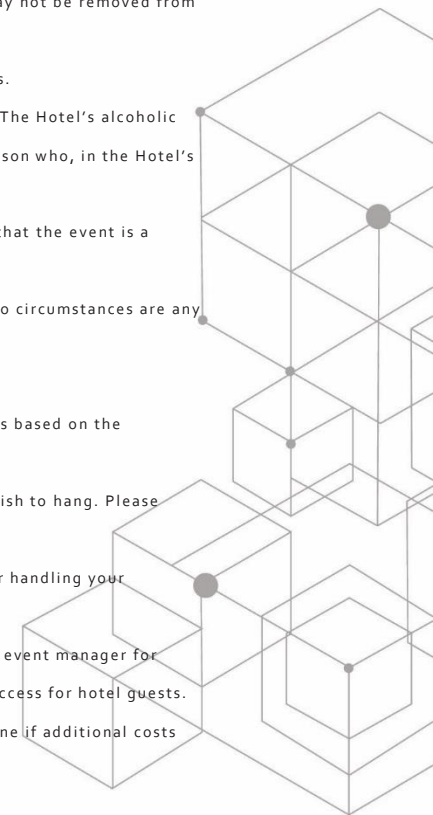 ay not be removed from
s.
The Hotel's alcoholic
son who, in the Hotel's
that the event is a
o circumstances are any
s based on the
ish to hang. Please
r handling your
event manager for
ccess for hotel guests.
ne if additional costs